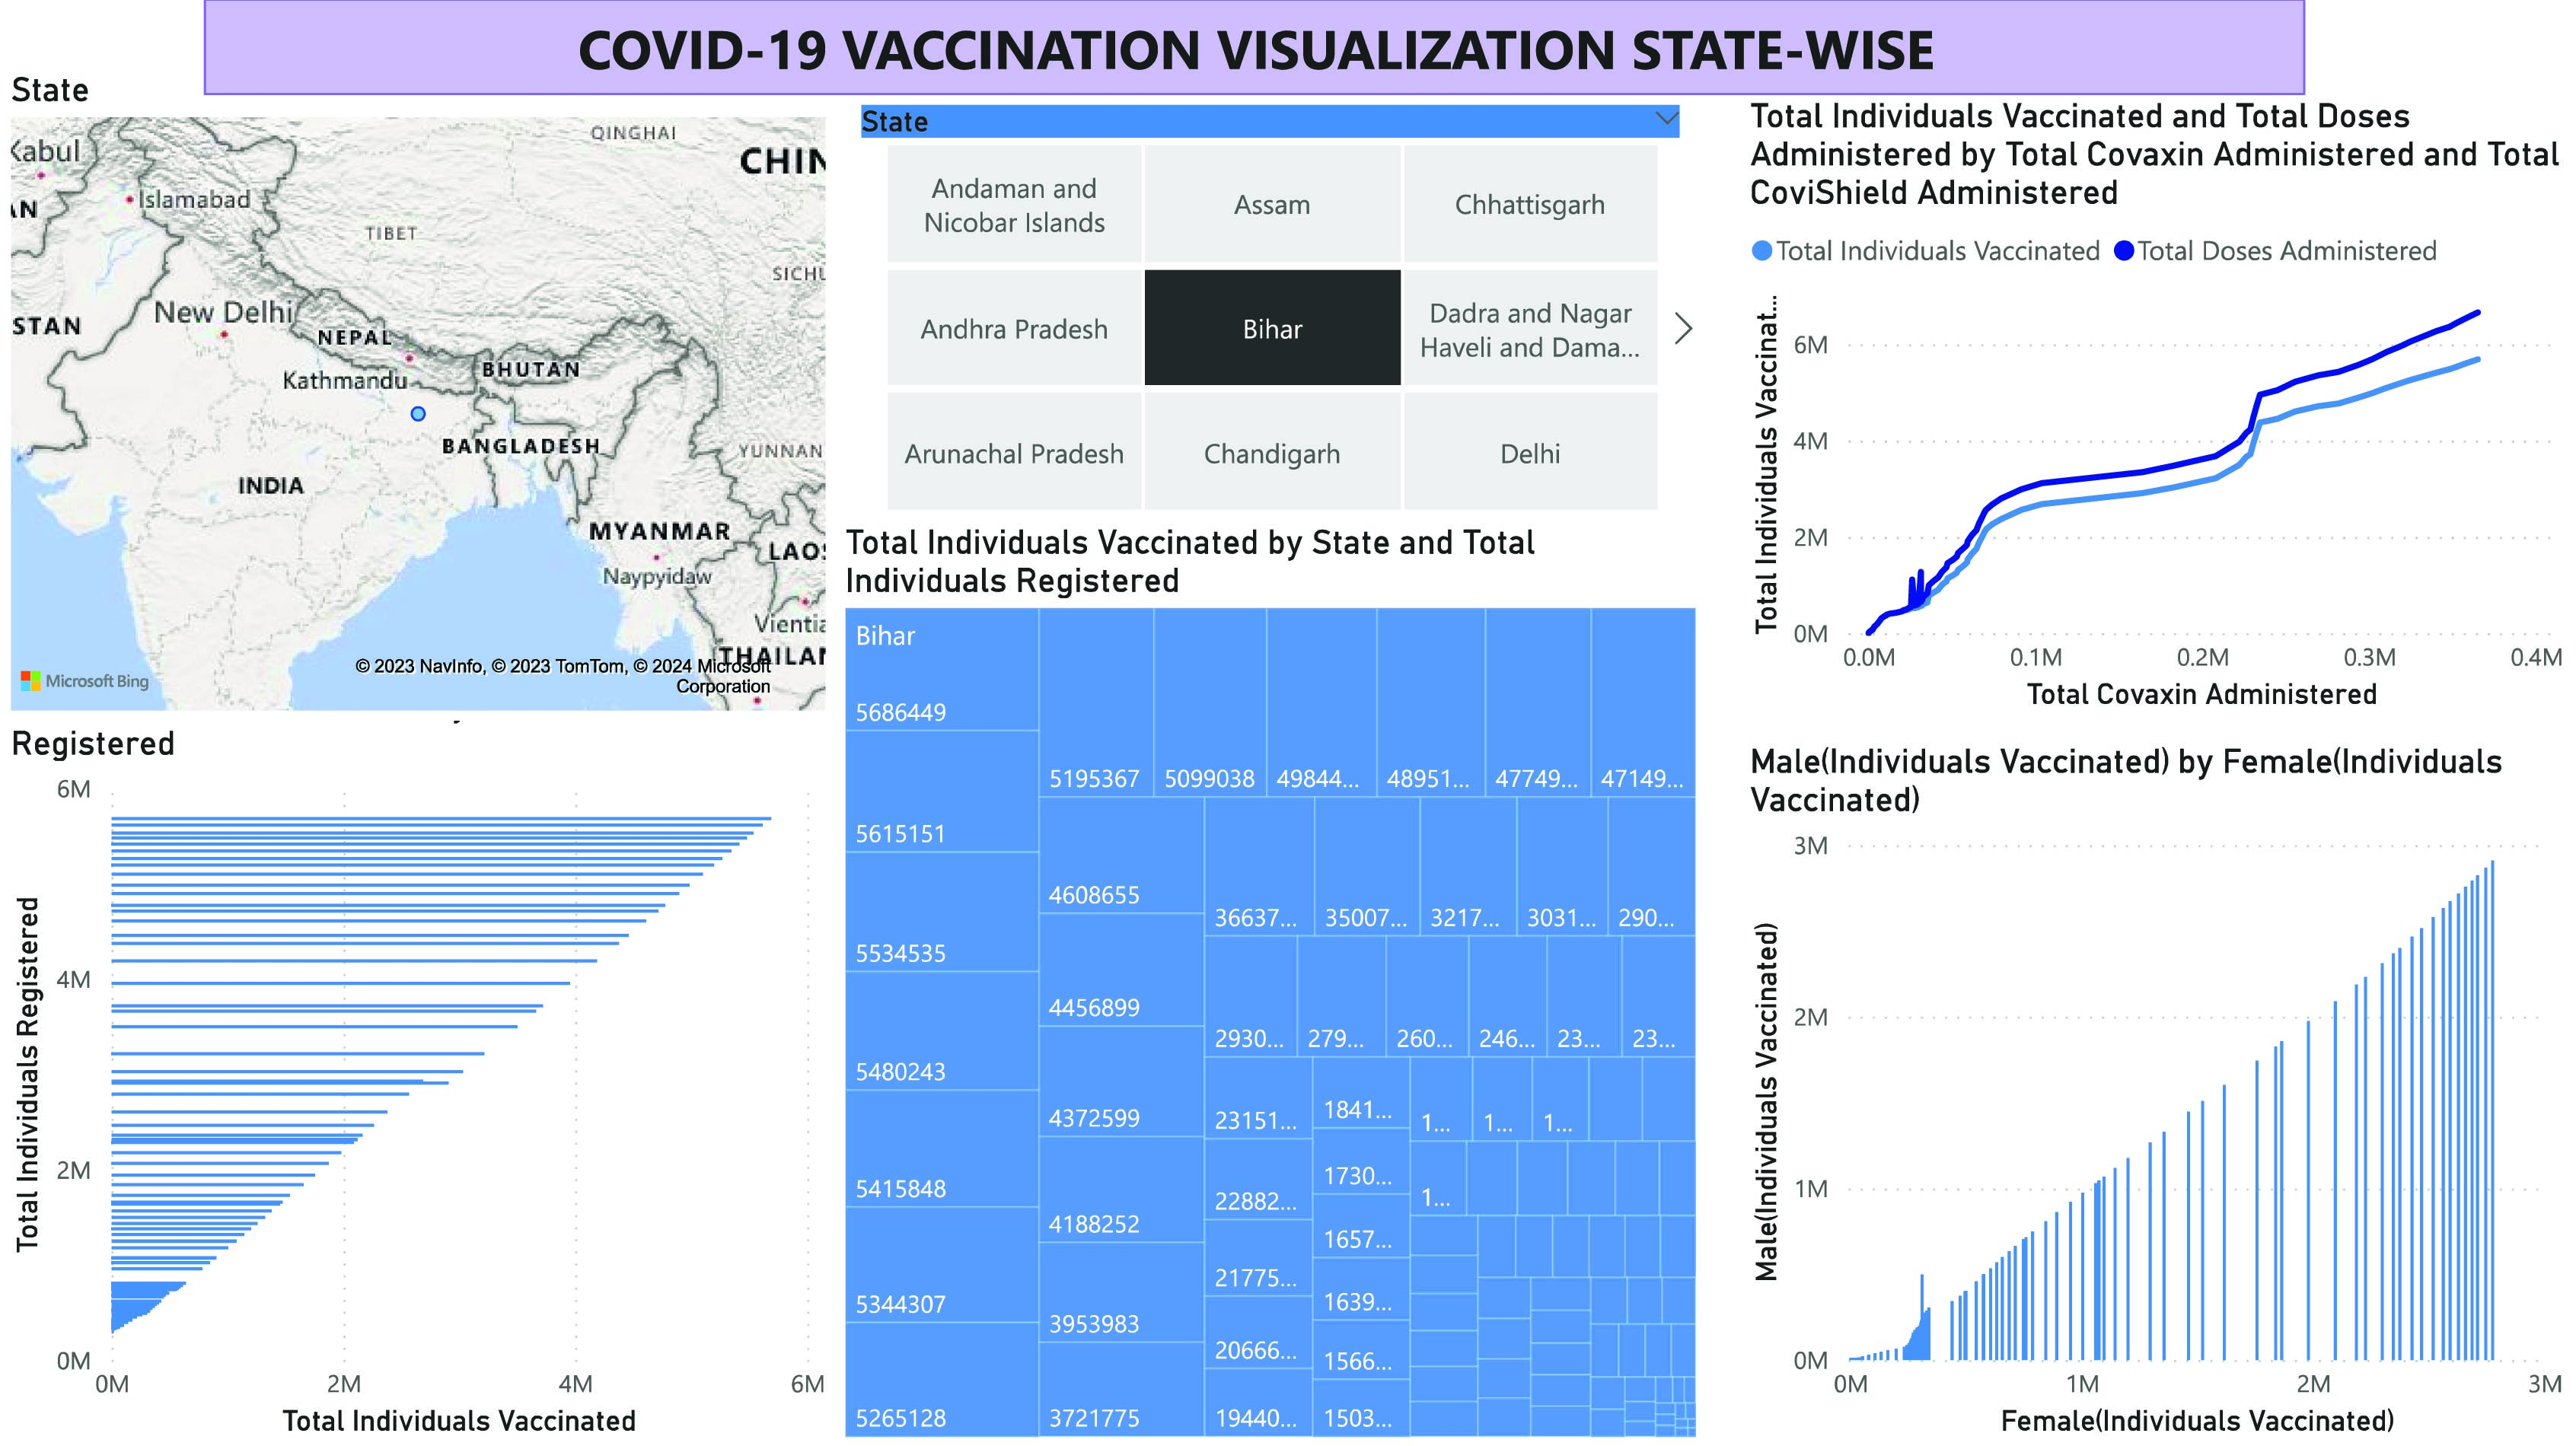 COVID-19 VACCINATION VISUALIZATION STATE-WISE
State
QINGHAI
CHIN
Kabul
Islamabad
AN
TIBET
SICHU
New Delhi
STAN
NEPAL
BHUTAN
Kathmandu
BANGLADESH
YUNNAN
INDIA
MYANMAR
LAOS
Naypyidaw
Vientia
THAILAN
© 2023 NavInfo, © 2023 TomTom, © 2024 Microsoft
Corporation
Microsoft Bing
State
Andaman and
Nicobar Islands
Assam
Chhattisgarh
Andhra Pradesh
Bihar
Dadra and Nagar
Haveli and Dama...
Arunachal Pradesh
Chandigarh
Delhi
Total Individuals Vaccinated and Total Doses
Administered by Total Covaxin Administered and Total
CoviShield Administered
Total Individuals Vaccinated
Total Doses Administered
Total Individuals Vaccinat...
6M
4M
2M
0M
0.0M 0.1M 0.2M 0.3M 0.4M
Total Covaxin Administered
Registered
Total Individuals Registered
6M
4M
2M
0M
0M 2M 4M 6M
Total Individuals Vaccinated
Total Individuals Vaccinated by State and Total
Individuals Registered
Bihar
5686449
5615151
5534535
5480243
5415848
5344307
5265128
5195367 5099038 49844... 48951... 47749... 47149...
4608655
4456899
4372599
4188252
3953983
3721775
36637... 35007... 3217... 3031... 290...
2930... 279... 260... 246... 23... 23...
23151...
22882...
21775...
20666...
19440...
1841...
1730...
1657...
1639...
1566...
1503...
1... 1... 1...
1...
Male(Individuals Vaccinated) by Female(Individuals
Vaccinated)
Male(Individuals Vaccinated)
3M
2M
1M
0M
0M 1M 2M 3M
Female(Individuals Vaccinated)